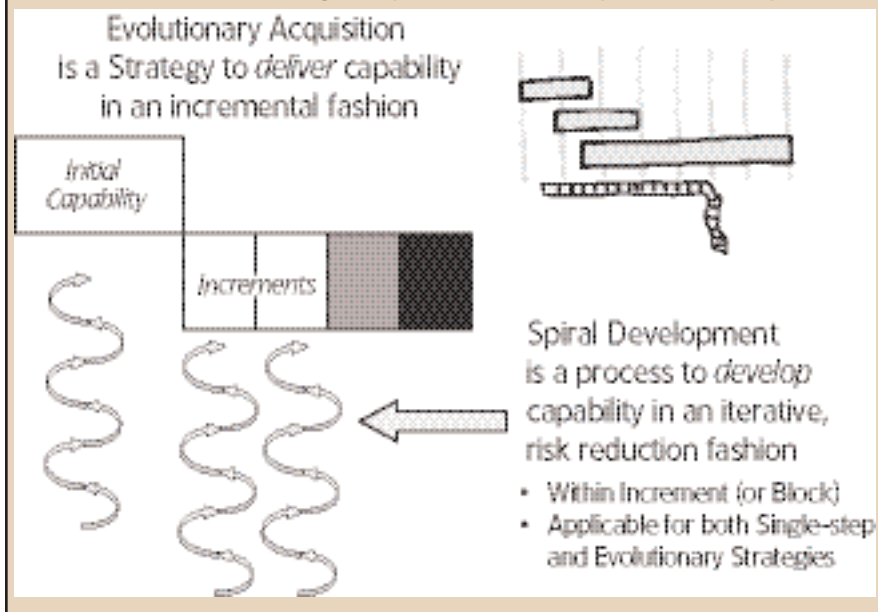 Evolutionary Acquisition
is a Strategy to deliver capability
in an incremental fashion
Initial
Capability
Increments
Spiral Development
is a process to develop
capability in an iterative,
risk reduction fashion
• Within Increment (or Block)
• Applicable for both Single-step
and Evolutionary Strategies